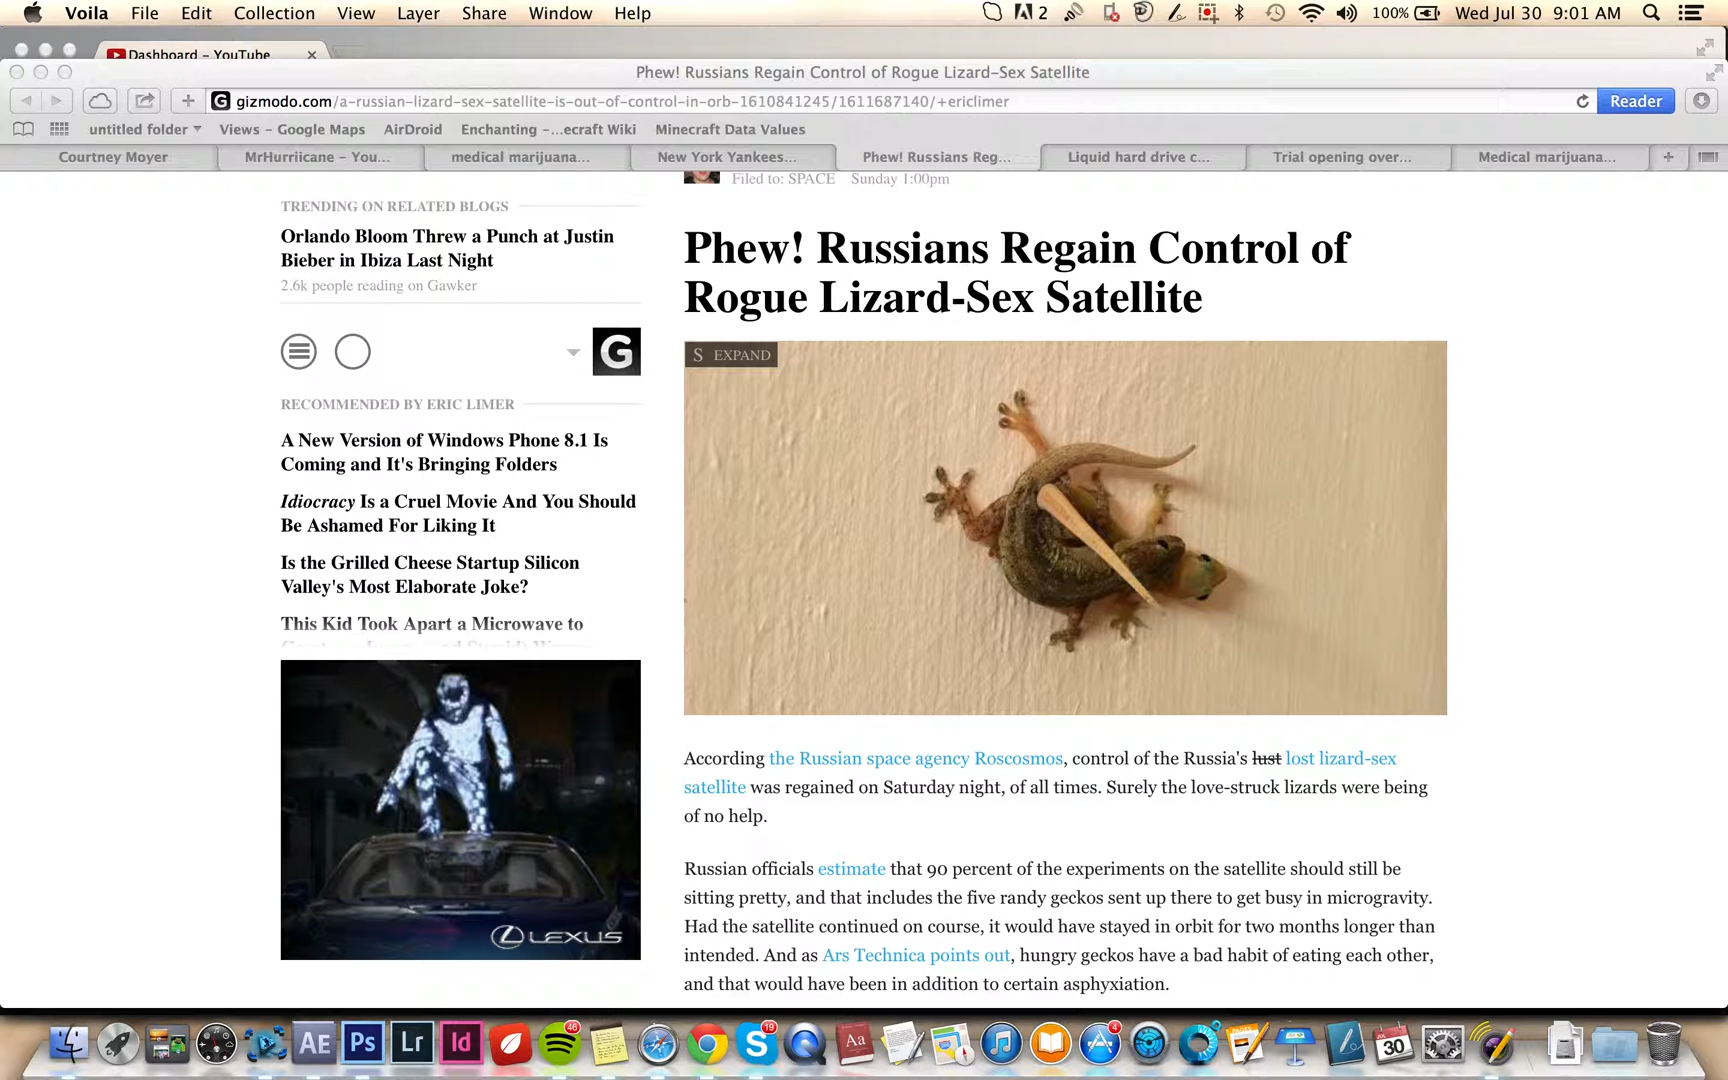 Voila File Edit Collection View Layer Share Window Help 2 100% Wed Jul 30 9:01 AM
Dashboard – YouTube
Phew! Russians Regain Control of Rogue Lizard-Sex Satellite
gizmodo.com/a-russian-lizard-sex-satellite-is-out-of-control-in-orb-1610841245/1611687140/+ericlimer Reader
untitled folder Views – Google Maps AirDroid Enchanting –...ecraft Wiki Minecraft Data Values
Courtney Moyer MrHurriicane – You... medical marijuana... New York Yankees... Phew! Russians Reg... Liquid hard drive c... Trial opening over... Medical marijuana...
Filed to: SPACE Sunday 1:00pm
TRENDING ON RELATED BLOGS
Orlando Bloom Threw a Punch at Justin
Bieber in Ibiza Last Night
2.6k people reading on Gawker
G
RECOMMENDED BY ERIC LIMER
A New Version of Windows Phone 8.1 Is
Coming and It's Bringing Folders
Idiocracy Is a Cruel Movie And You Should
Be Ashamed For Liking It
Is the Grilled Cheese Startup Silicon
Valley's Most Elaborate Joke?
This Kid Took Apart a Microwave to
LEXUS
Phew! Russians Regain Control of
Rogue Lizard-Sex Satellite
S EXPAND
According the Russian space agency Roscosmos, control of the Russia's lust lost lizard-sex
satellite was regained on Saturday night, of all times. Surely the love-struck lizards were being
of no help.
Russian officials estimate that 90 percent of the experiments on the satellite should still be
sitting pretty, and that includes the five randy geckos sent up there to get busy in microgravity.
Had the satellite continued on course, it would have stayed in orbit for two months longer than
intended. And as Ars Technica points out, hungry geckos have a bad habit of eating each other,
and that would have been in addition to certain asphyxiation.
AE Ps Lr Id 46 19 Aa 4 30